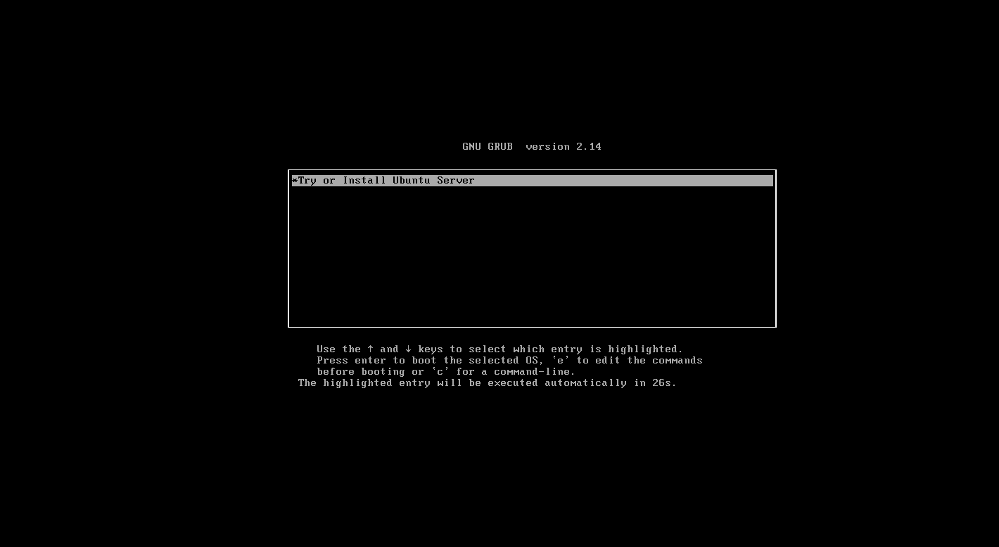 GNU GRUB  version 2.14
*Try or Install Ubuntu Server
Use the ↑ and ↓ keys to select which entry is highlighted.
Press enter to boot the selected OS, `e' to edit the commands
before booting or `c' for a command-line.
The highlighted entry will be executed automatically in 26s.